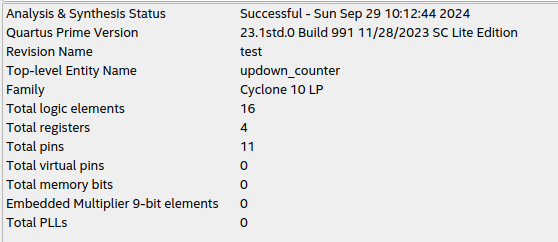 Analysis & Synthesis Status Successful - Sun Sep 29 10:12:44 2024
Quartus Prime Version 23.1std.0 Build 991 11/28/2023 SC Lite Edition
Revision Name test
Top-level Entity Name updown_counter
Family Cyclone 10 LP
Total logic elements 16
Total registers 4
Total pins 11
Total virtual pins 0
Total memory bits 0
Embedded Multiplier 9-bit elements 0
Total PLLs 0